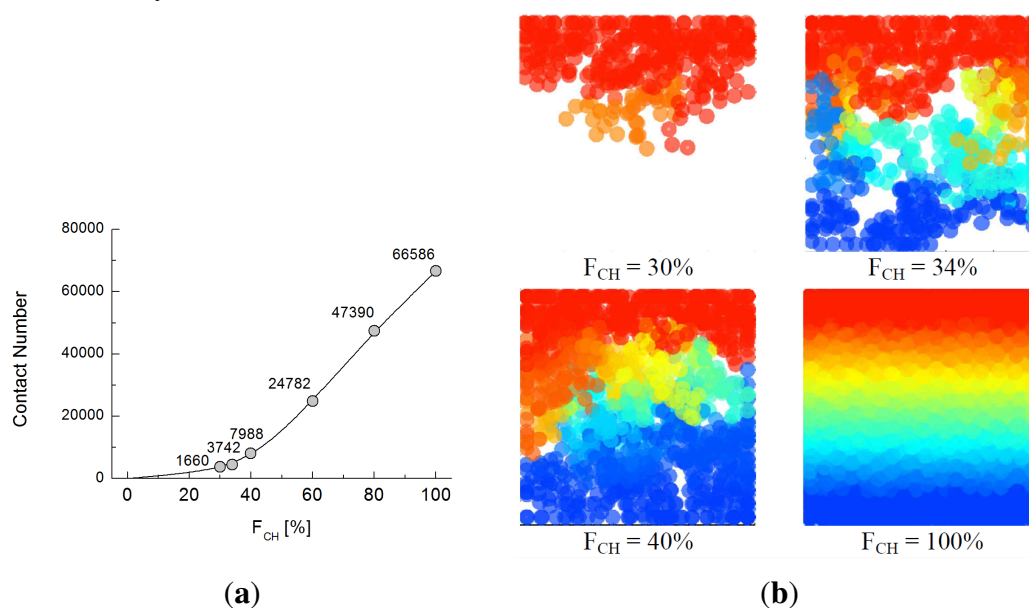 80000
60000
40000
20000
0
Contact Number
1660
3742
7988
24782
47390
66586
0 20 40 60 80 100
F_CH [%]
(a)
F_CH = 30%
F_CH = 34%
F_CH = 40%
F_CH = 100%
(b)